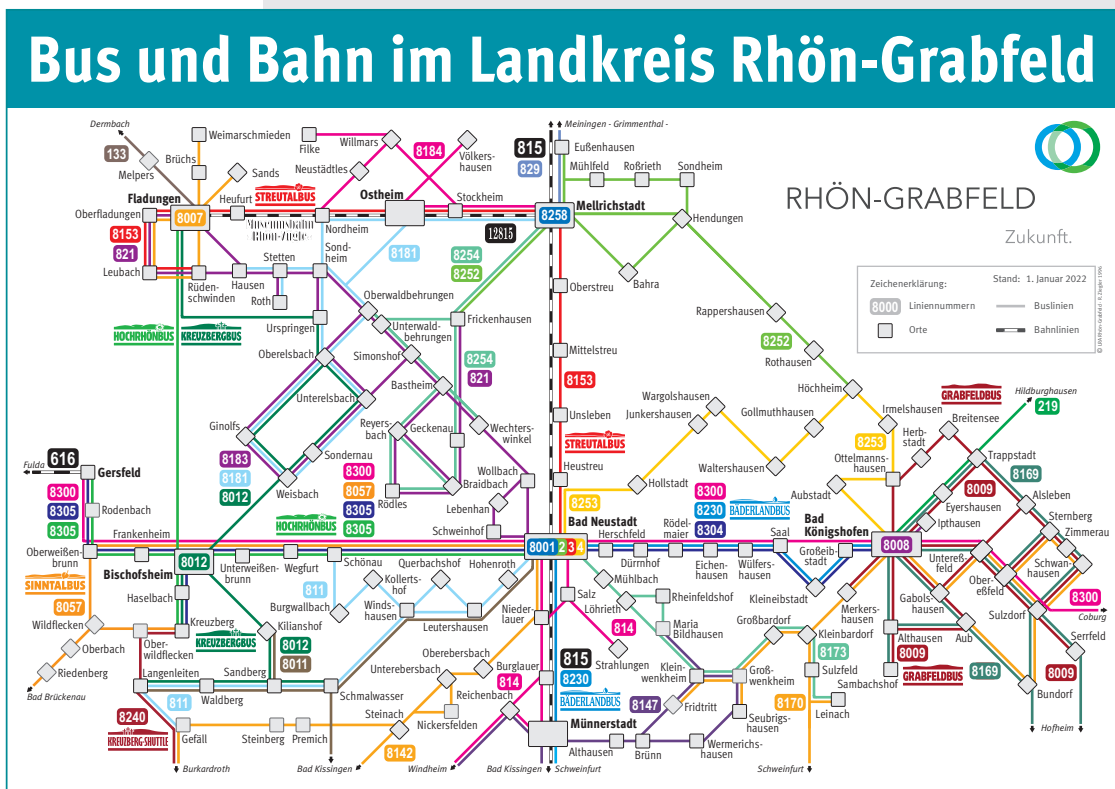 Bus und Bahn im Landkreis Rhön-Grabfeld
RHÖN-GRABFELD
Zukunft.
Zeichenerklärung:
Stand: 1. Januar 2022
8000 Liniennummern
Buslinien
Orte
Bahnlinien
Dermbach
133
Melpers
Weimarschmieden
Brüchs
Sands
Fladungen
Heufurt
STREUTALBUS
Oberfladungen
8007
8153
821
Leubach
Rüden-
schwinden
Museumsbahn
Rhön-Zügle
Filke
Willmars
Neustädtles
8184
Völkers-
hausen
Ostheim
Stockheim
Nordheim
8181
12815
815
829
Meiningen - Grimmenthal -
Eußenhausen
Mühlfeld
Roßrieth
Sondheim
8258
Mellrichstadt
Hendungen
Bahra
Sond-
heim
Stetten
Hausen
Roth
Urspringen
8254
8252
Oberwaldbehrungen
Unterwald-
behrungen
Frickenhausen
Oberstreu
Rappershausen
8252
Rothausen
HOCHRHÖNBUS
KREUZBERGBUS
Oberelsbach
Simonshof
8254
821
Mittelstreu
8153
Bastheim
Unterelsbach
Höchheim
Reyers-
bach
Geckenau
Unsleben
STREUTALBUS
Wargolshausen
Junkershausen
Gollmuthhausen
Irmelshausen
GRABFELDBUS
Hildburghausen
219
Breitensee
Herb-
stadt
8253
Ottelmanns-
hausen
Trappstadt
8169
Ginolfs
Wechters-
winkel
8183
8181
8012
Sondernau
Weisbach
8300
8057
8305
8305
HOCHRHÖNBUS
Rödles
Wollbach
Braidbach
Lebenhan
Schweinhof
Heustreu
Hollstadt
8253
Waltershausen
Aubstadt
8009
Eyershausen
Ipthausen
Alsleben
Sternberg
Zimmerau
Fulda
616
Gersfeld
8300
8305
8305
Rodenbach
Frankenheim
Oberweißen-
brunn
Bischofsheim
8012
Unterweißen-
brunn
Wegfurt
Schönau
Querbachshof
Hohenroth
8001 2 3 4
Bad Neustadt
Herschfeld
8300
8230
8304
BÄDERLANDBUS
Rödel-
maier
Dürrnhof
Eichen-
hausen
Wülfers-
hausen
Saal
Kleineibstadt
Großeib-
stadt
Bad
Königshofen
8008
Untereß-
feld
Ober-
eßfeld
Schwan-
hausen
8300
Coburg
SINNTALBUS
8057
Haselbach
Wildflecken
Kreuzberg
Ober-
wildflecken
Oberbach
Riedenberg
Bad Brückenau
KREUZBERGBUS
Kilianshof
8012
8011
811
Burgwallbach
Kollerts-
hof
Winds-
hausen
Leutershausen
Nieder-
lauer
Salz
Mühlbach
Löhrieth
Rheinfeldshof
Maria
Bildhausen
814
Strahlungen
Merkers-
hausen
Großbardorf
Kleinbardorf
8173
Sulzfeld
Leinach
Gabols-
hausen
Althausen
8009
GRABFELDBUS
Sambachshof
Aub
8169
Sulzdorf
Serrfeld
8009
Bundorf
Hofheim
Langenleiten
Sandberg
Waldberg
Schmalwasser
811
8240
KREUZBERG-SHUTTLE
Gefäll
Steinberg
Premich
Burkardroth
Bad Kissingen
Unterebersbach
Oberebersbach
Burglauer
814
Reichenbach
Steinach
Nickersfelden
8142
Windheim
815
8230
BÄDERLANDBUS
Münnerstadt
Bad Kissingen
Schweinfurt
Althausen
Brünn
Wermerichs-
hausen
8147
Fridtritt
Klein-
wenkheim
Groß-
wenkheim
Seubrigs-
hausen
8170
Schweinfurt